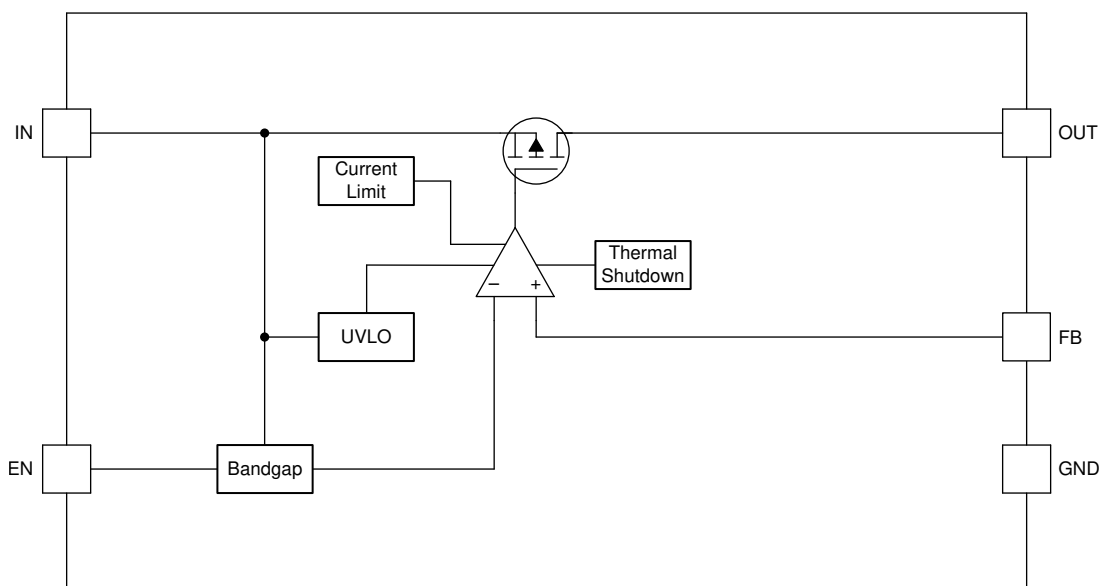 IN
OUT
Current
Limit
Thermal
Shutdown
− +
UVLO
FB
EN
Bandgap
GND